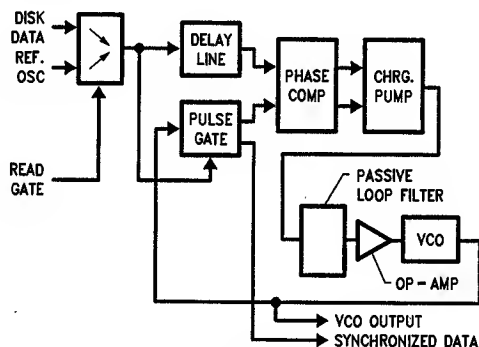 DISK
DATA
REF.
OSC
READ
GATE
DELAY
LINE
PULSE
GATE
PHASE
COMP
CHRG.
PUMP
PASSIVE
LOOP FILTER
VCO
OP-AMP
VCO OUTPUT
SYNCHRONIZED DATA